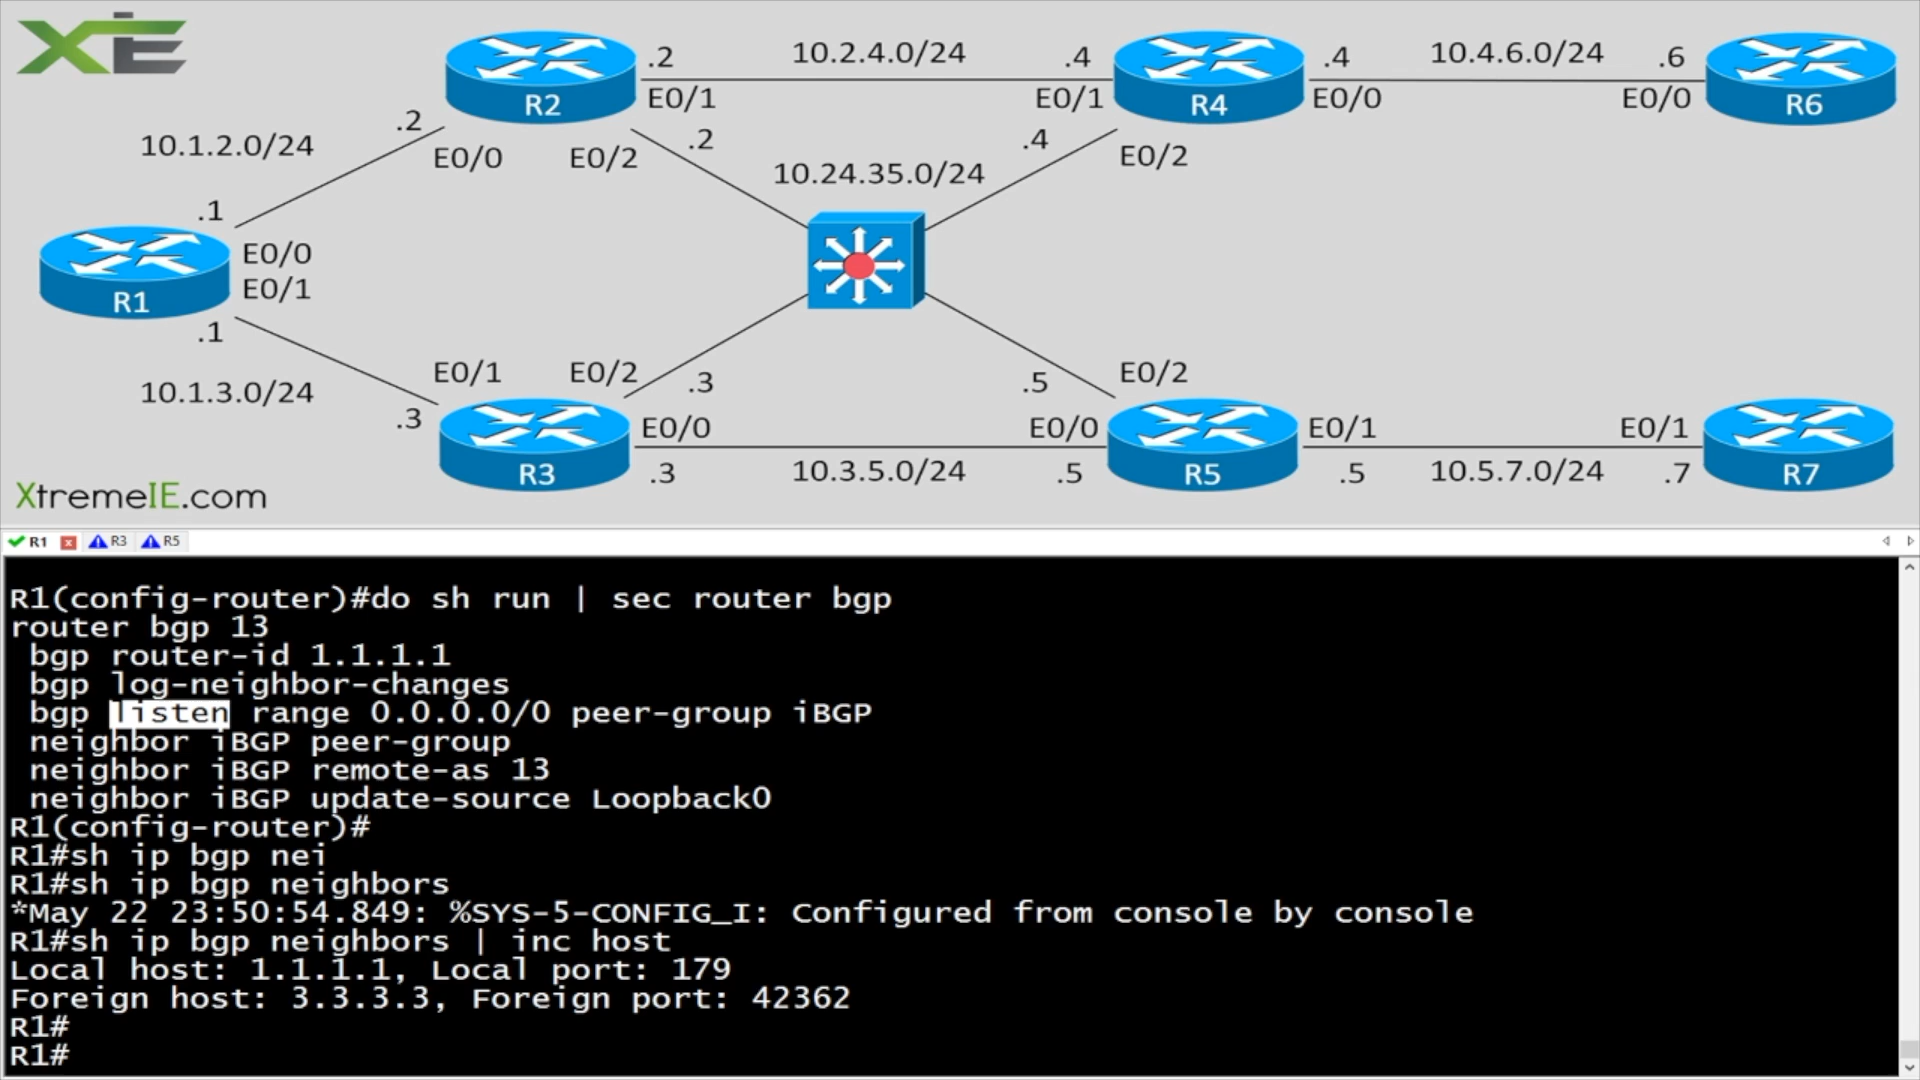 XIE
.2
10.2.4.0/24
.4
.4
10.4.6.0/24
.6
R2
E0/1
E0/1
R4
E0/0
E0/0
R6
10.1.2.0/24
.2
E0/0
E0/2
.2
.4
E0/2
10.24.35.0/24
.1
E0/0
E0/1
R1
.1
10.1.3.0/24
.3
E0/1
E0/2
.3
.5
E0/2
E0/0
E0/0
E0/1
E0/1
R3
.3
10.3.5.0/24
.5
R5
.5
10.5.7.0/24
.7
R7
XtremeIE.com
R1 R3 R5
R1(config-router)#do sh run | sec router bgp
router bgp 13
bgp router-id 1.1.1.1
bgp log-neighbor-changes
bgp listen range 0.0.0.0/0 peer-group iBGP
neighbor iBGP peer-group
neighbor iBGP remote-as 13
neighbor iBGP update-source Loopback0
R1(config-router)#
R1#sh ip bgp nei
R1#sh ip bgp neighbors
*May 22 23:50:54.849: %SYS-5-CONFIG_I: Configured from console by console
R1#sh ip bgp neighbors | inc host
Local host: 1.1.1.1, Local port: 179
Foreign host: 3.3.3.3, Foreign port: 42362
R1#
R1#